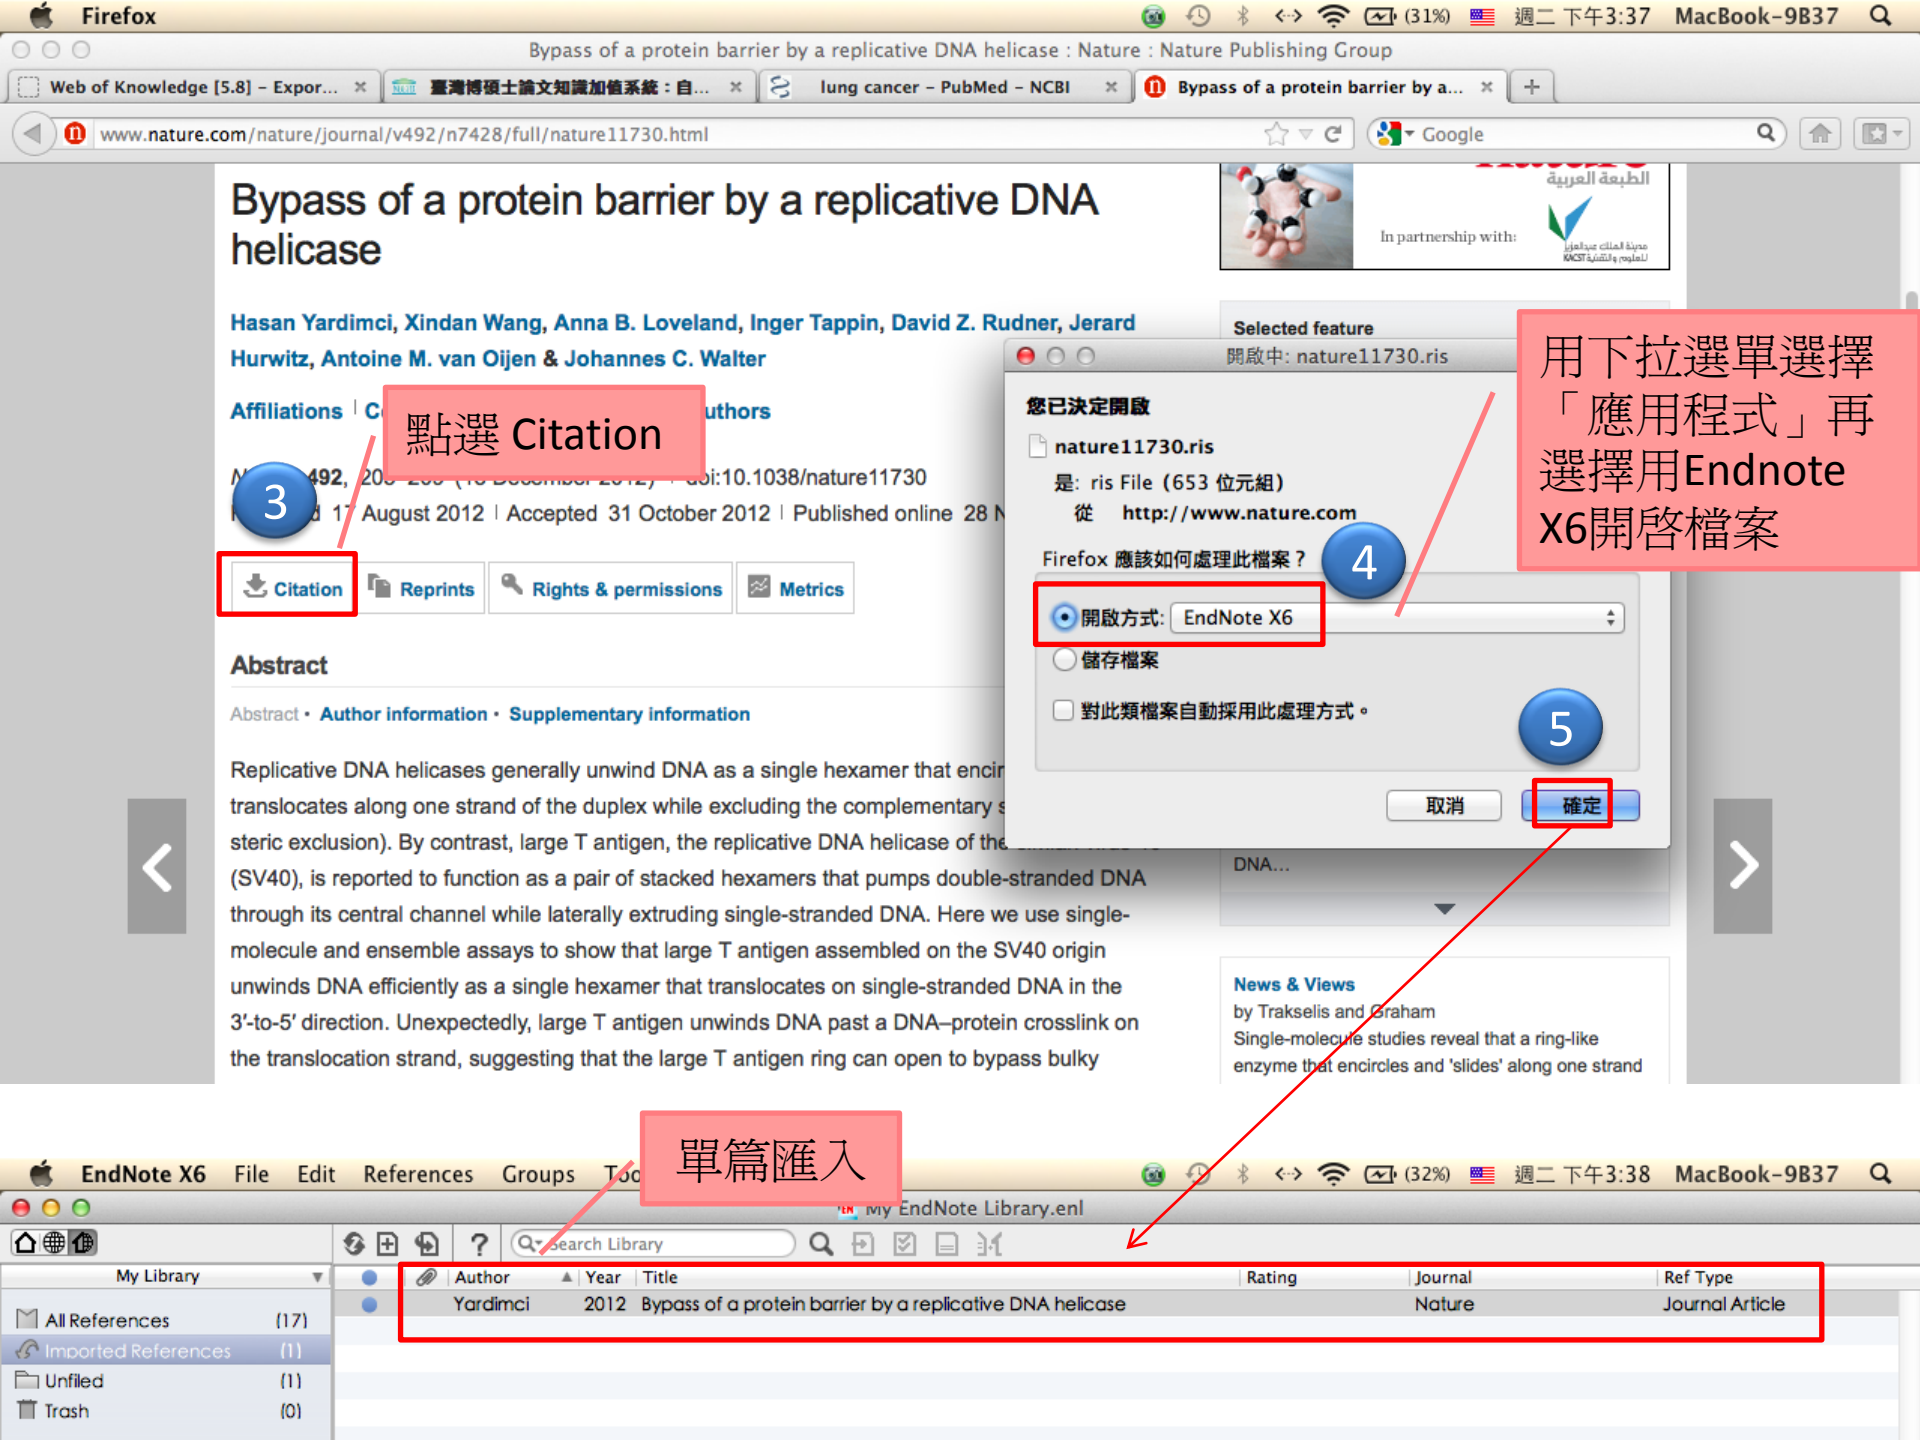 Firefox
(31%) 週二 下午3:37 MacBook-9B37
Bypass of a protein barrier by a replicative DNA helicase : Nature : Nature Publishing Group
Web of Knowledge [5.8] – Expor...
臺灣博碩士論文知識加值系統：自...
lung cancer – PubMed – NCBI
Bypass of a protein barrier by a...
www.nature.com/nature/journal/v492/n7428/full/nature11730.html
Google
Bypass of a protein barrier by a replicative DNA
helicase
الطبعة العربية
In partnership with:
مدينة الملك عبدالعزيز
للعلوم والتقنية KACST
Hasan Yardimci, Xindan Wang, Anna B. Loveland, Inger Tappin, David Z. Rudner, Jerard
Hurwitz, Antoine M. van Oijen & Johannes C. Walter
Affiliations
點選 Citation
492,
doi:10.1038/nature11730
3
17 August 2012 | Accepted 31 October 2012 | Published online 28 N
Citation
Reprints
Rights & permissions
Metrics
Abstract
Abstract • Author information • Supplementary information
Replicative DNA helicases generally unwind DNA as a single hexamer that encir
translocates along one strand of the duplex while excluding the complementary s
steric exclusion). By contrast, large T antigen, the replicative DNA helicase of the
(SV40), is reported to function as a pair of stacked hexamers that pumps double-stranded DNA
through its central channel while laterally extruding single-stranded DNA. Here we use single-
molecule and ensemble assays to show that large T antigen assembled on the SV40 origin
unwinds DNA efficiently as a single hexamer that translocates on single-stranded DNA in the
3′-to-5′ direction. Unexpectedly, large T antigen unwinds DNA past a DNA–protein crosslink on
the translocation strand, suggesting that the large T antigen ring can open to bypass bulky
Selected feature
開啟中: nature11730.ris
您已決定開啟
nature11730.ris
是: ris File (653 位元組)
從 http://www.nature.com
Firefox 應該如何處理此檔案？
4
開啟方式: EndNote X6
儲存檔案
對此類檔案自動採用此處理方式。
5
取消
確定
用下拉選單選擇
「應用程式」再
選擇用Endnote
X6開啓檔案
DNA...
News & Views
by Trakselis and Graham
Single-molecule studies reveal that a ring-like
enzyme that encircles and 'slides' along one strand
單篇匯入
EndNote X6 File Edit References Groups Too
(32%) 週二 下午3:38 MacBook-9B37
My EndNote Library.enl
Search Library
My Library
Author Year Title Rating Journal Ref Type
Yardimci 2012 Bypass of a protein barrier by a replicative DNA helicase Nature Journal Article
All References (17)
Imported References (1)
Unfiled (1)
Trash (0)